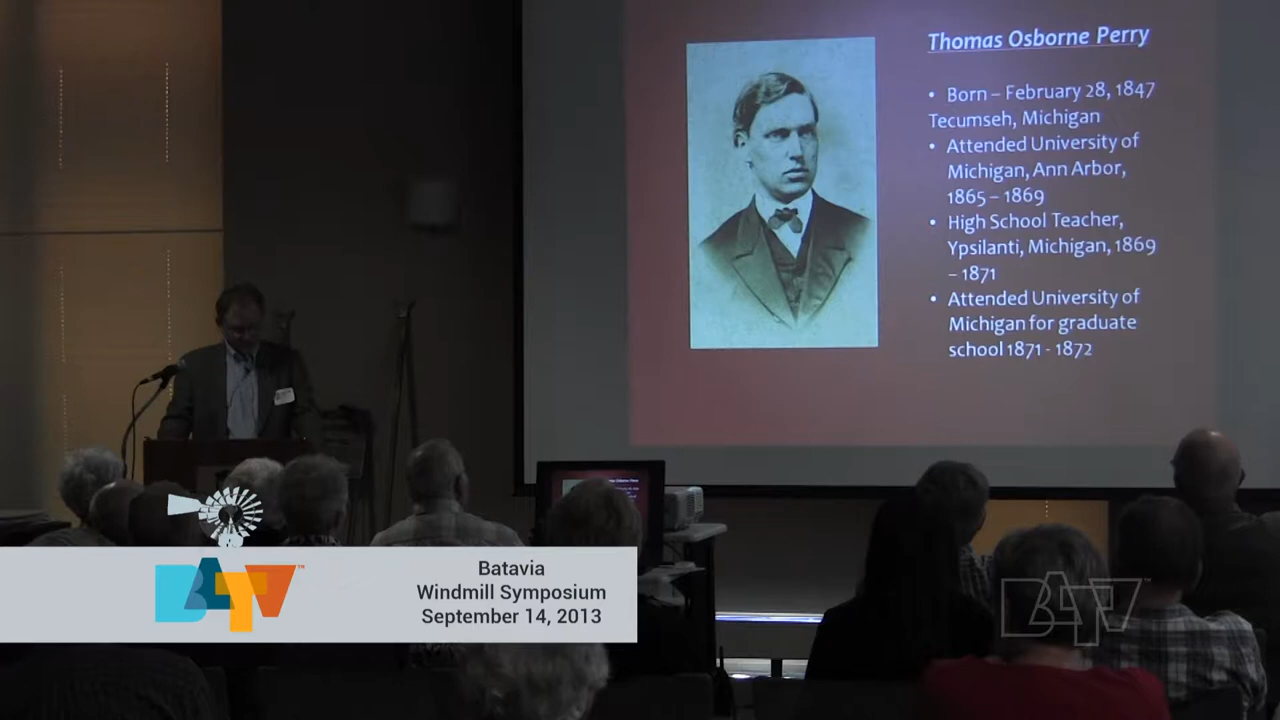 Thomas Osborne Perry
• Born – February 28, 1847
Tecumseh, Michigan
• Attended University of
Michigan, Ann Arbor,
1865 – 1869
• High School Teacher,
Ypsilanti, Michigan, 1869
– 1871
• Attended University of
Michigan for graduate
school 1871 - 1872
BATV™
Batavia
Windmill Symposium
September 14, 2013
BATV™